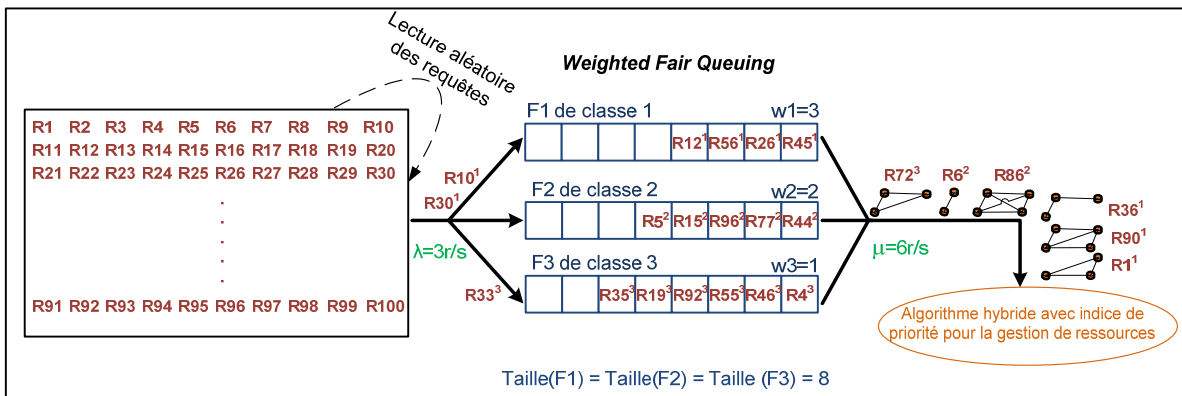 Lecture aléatoire
des requêtes
Weighted Fair Queuing
R1 R2 R3 R4 R5 R6 R7 R8 R9 R10
R11 R12 R13 R14 R15 R16 R17 R18 R19 R20
R21 R22 R23 R24 R25 R26 R27 R28 R29 R30
R91 R92 R93 R94 R95 R96 R97 R98 R99 R100
R10¹
R30¹
λ=3r/s
R33³
F1 de classe 1 w1=3
R12¹ R56¹ R26¹ R45¹
F2 de classe 2 w2=2
R5² R15² R96² R77² R44²
F3 de classe 3 w3=1
R35³ R19³ R92³ R55³ R46³ R4³
μ=6r/s
R72³ R6² R86²
R36¹
R90¹
R1¹
Algorithme hybride avec indice de
priorité pour la gestion de ressources
Taille(F1) = Taille(F2) = Taille (F3) = 8